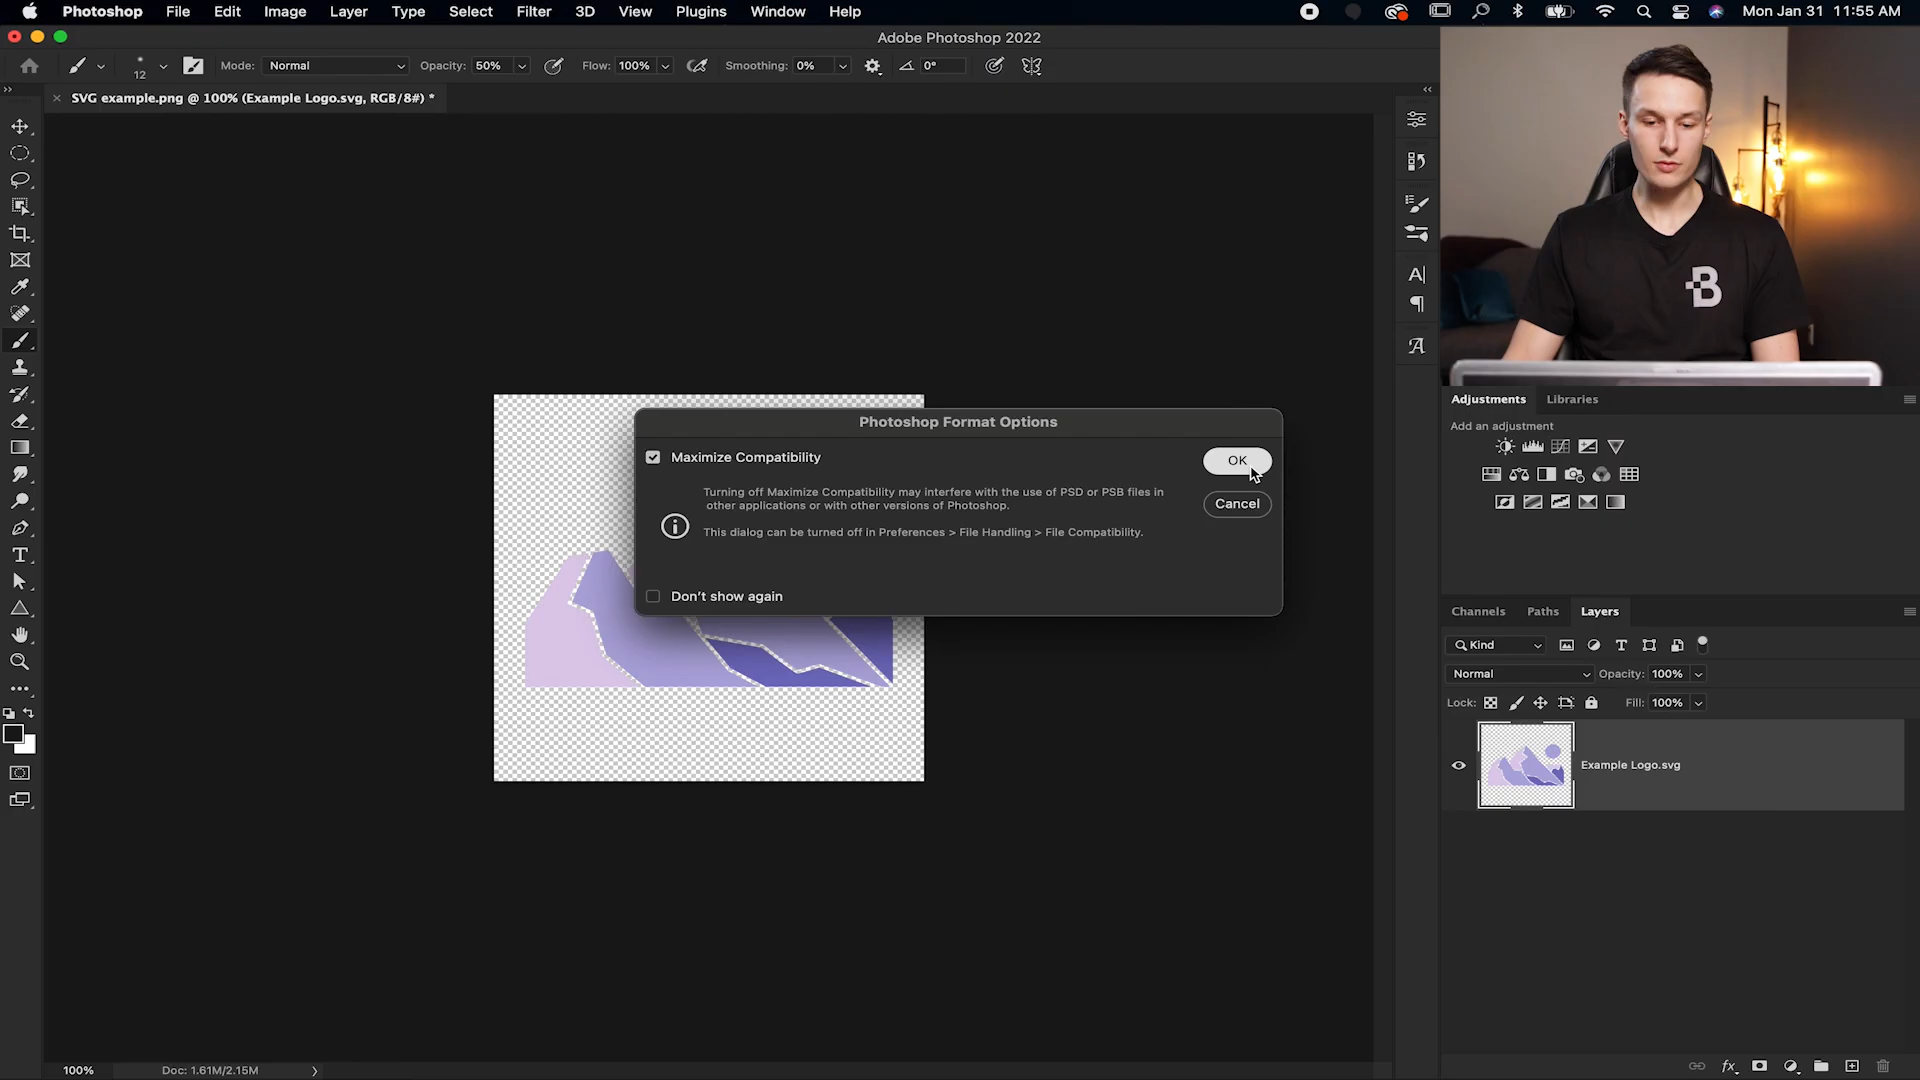 Photoshop File Edit Image Layer Type Select Filter 3D View Plugins Window Help Mon Jan 31 11:55 AM
Adobe Photoshop 2022
12 Mode: Normal Opacity: 50% Flow: 100% Smoothing: 0% 0°
SVG example.png @ 100% (Example Logo.svg, RGB/8#) *
B
Adjustments Libraries
Add an adjustment
Photoshop Format Options
Maximize Compatibility
OK
Turning off Maximize Compatibility may interfere with the use of PSD or PSB files in
other applications or with other versions of Photoshop.
Cancel
This dialog can be turned off in Preferences > File Handling > File Compatibility.
Don't show again
Channels Paths Layers
Kind
Normal Opacity: 100%
Lock: Fill: 100%
Example Logo.svg
100% Doc: 1.61M/2.15M
fx